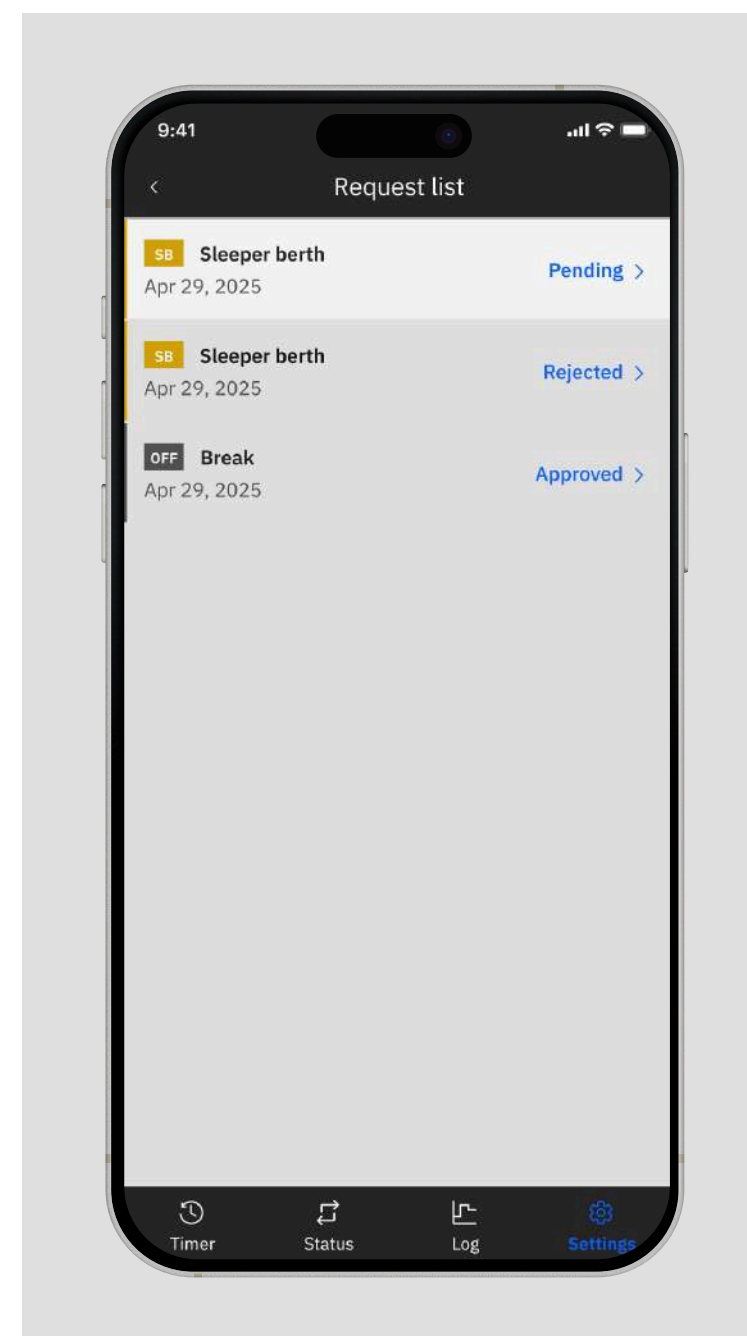 9:41
Request list
SB Sleeper berth
Apr 29, 2025
Pending
SB Sleeper berth
Apr 29, 2025
Rejected
OFF Break
Apr 29, 2025
Approved
Timer Status Log Settings